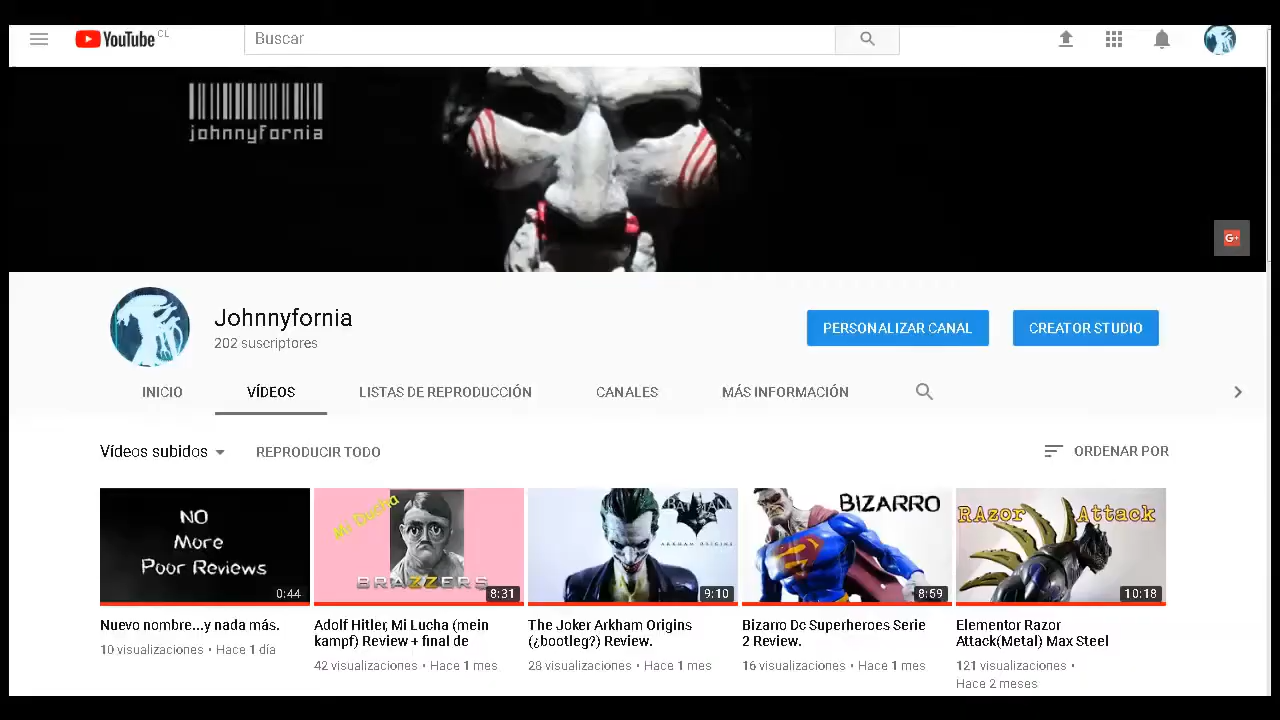 YouTube CL
Buscar
johnnyfornia
G+
Johnnyfornia
202 suscriptores
PERSONALIZAR CANAL
CREATOR STUDIO
INICIO
VÍDEOS
LISTAS DE REPRODUCCIÓN
CANALES
MÁS INFORMACIÓN
Vídeos subidos
REPRODUCIR TODO
ORDENAR POR
NO
More
Poor Reviews
0:44
Mi Ducha
BRAZZERS
8:31
BATMAN
ARKHAM ORIGINS
9:10
BIZARRO
8:59
RAzor Attack
10:18
Nuevo nombre...y nada más.
10 visualizaciones • Hace 1 día
Adolf Hitler, Mi Lucha (mein
kampf) Review + final de
42 visualizaciones • Hace 1 mes
The Joker Arkham Origins
(¿bootleg?) Review.
28 visualizaciones • Hace 1 mes
Bizarro Dc Superheroes Serie
2 Review.
16 visualizaciones • Hace 1 mes
Elementor Razor
Attack(Metal) Max Steel
121 visualizaciones •
Hace 2 meses